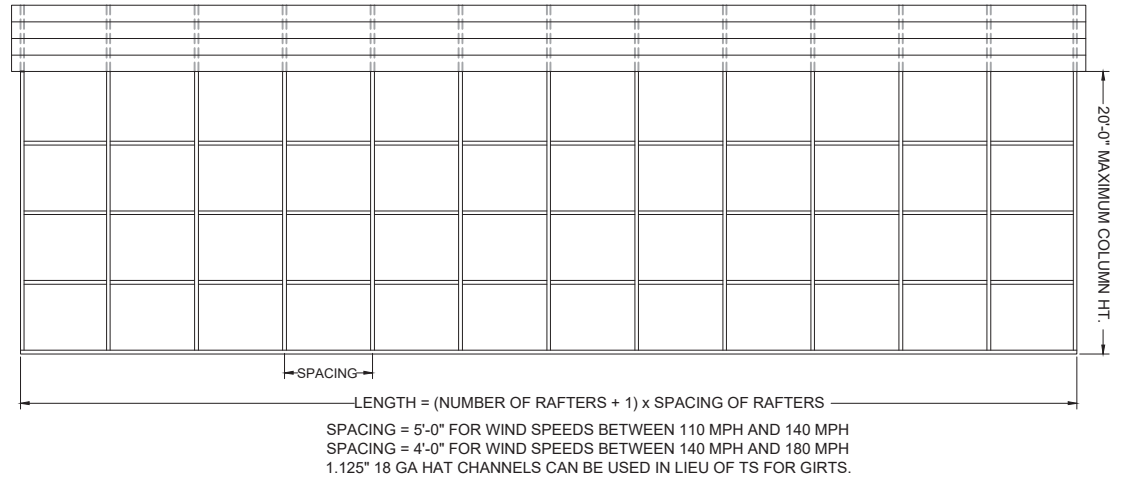 20'-0" MAXIMUM COLUMN HT.
SPACING
LENGTH = (NUMBER OF RAFTERS + 1) x SPACING OF RAFTERS
SPACING = 5'-0" FOR WIND SPEEDS BETWEEN 110 MPH AND 140 MPH
SPACING = 4'-0" FOR WIND SPEEDS BETWEEN 140 MPH AND 180 MPH
1.125" 18 GA HAT CHANNELS CAN BE USED IN LIEU OF TS FOR GIRTS.